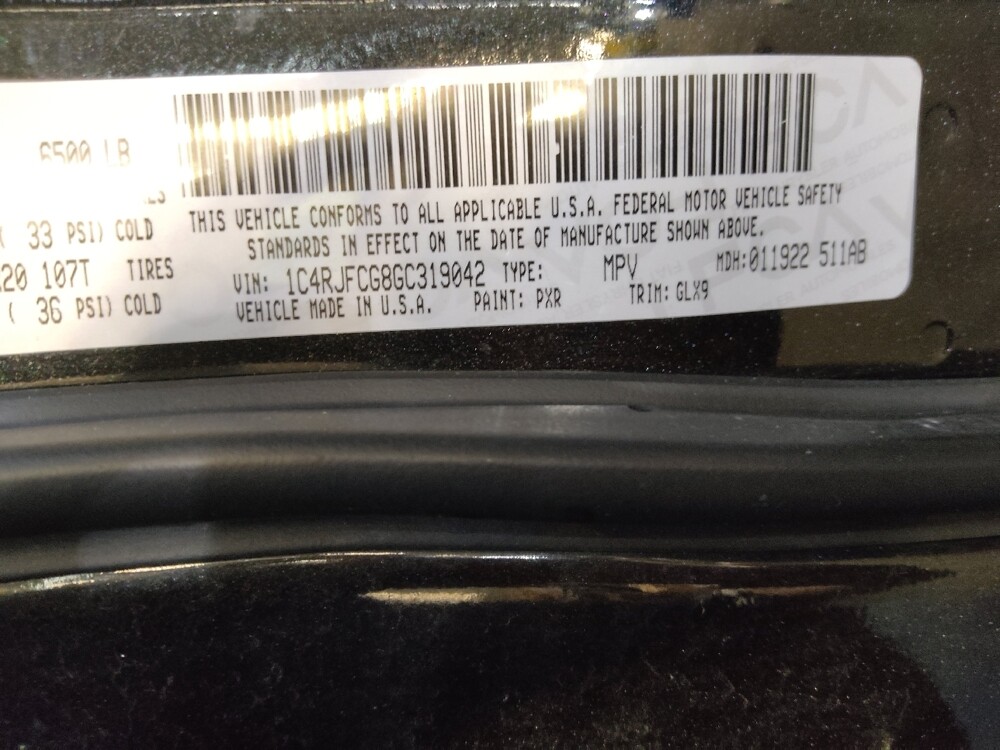 6500 LB
THIS VEHICLE CONFORMS TO ALL APPLICABLE U.S.A. FEDERAL MOTOR VEHICLE SAFETY
( 33 PSI) COLD
STANDARDS IN EFFECT ON THE DATE OF MANUFACTURE SHOWN ABOVE.
20 107T TIRES
VIN: 1C4RJFCG8GC319042 TYPE: MPV MDH:011922 511AB
( 36 PSI) COLD
VEHICLE MADE IN U.S.A. PAINT: PXR TRIM: GLX9